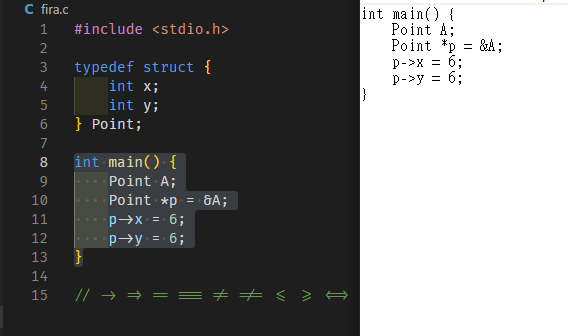 C fira.c
1 #include <stdio.h>
2
3 typedef struct {
4 int x;
5 int y;
6 } Point;
7
8 int main() {
9 Point A;
10 Point *p = &A;
11 p→x = 6;
12 p→y = 6;
13 }
14
15 // → ⇒ == ≡ ≠ ≠ ⩽ ⩾ ⟺
int main() {
Point A;
Point *p = &A;
p->x = 6;
p->y = 6;
}